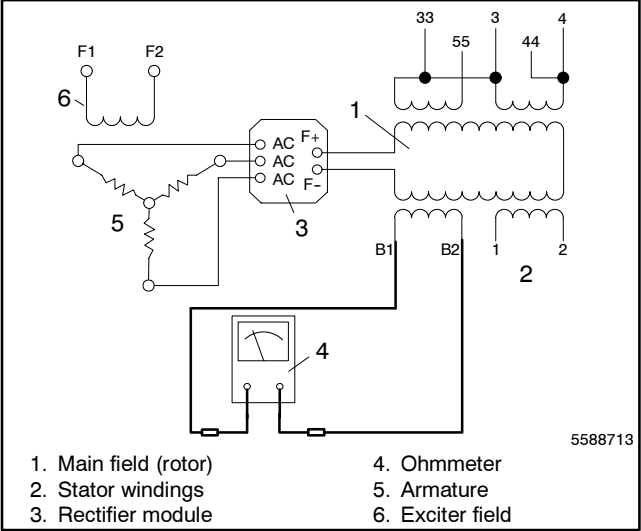 33 3 4
55 44
F1 F2
6
1
AC F+
AC
AC F−
5
3
B1 B2 1 2
2
4
5588713
1. Main field (rotor)
2. Stator windings
3. Rectifier module
4. Ohmmeter
5. Armature
6. Exciter field